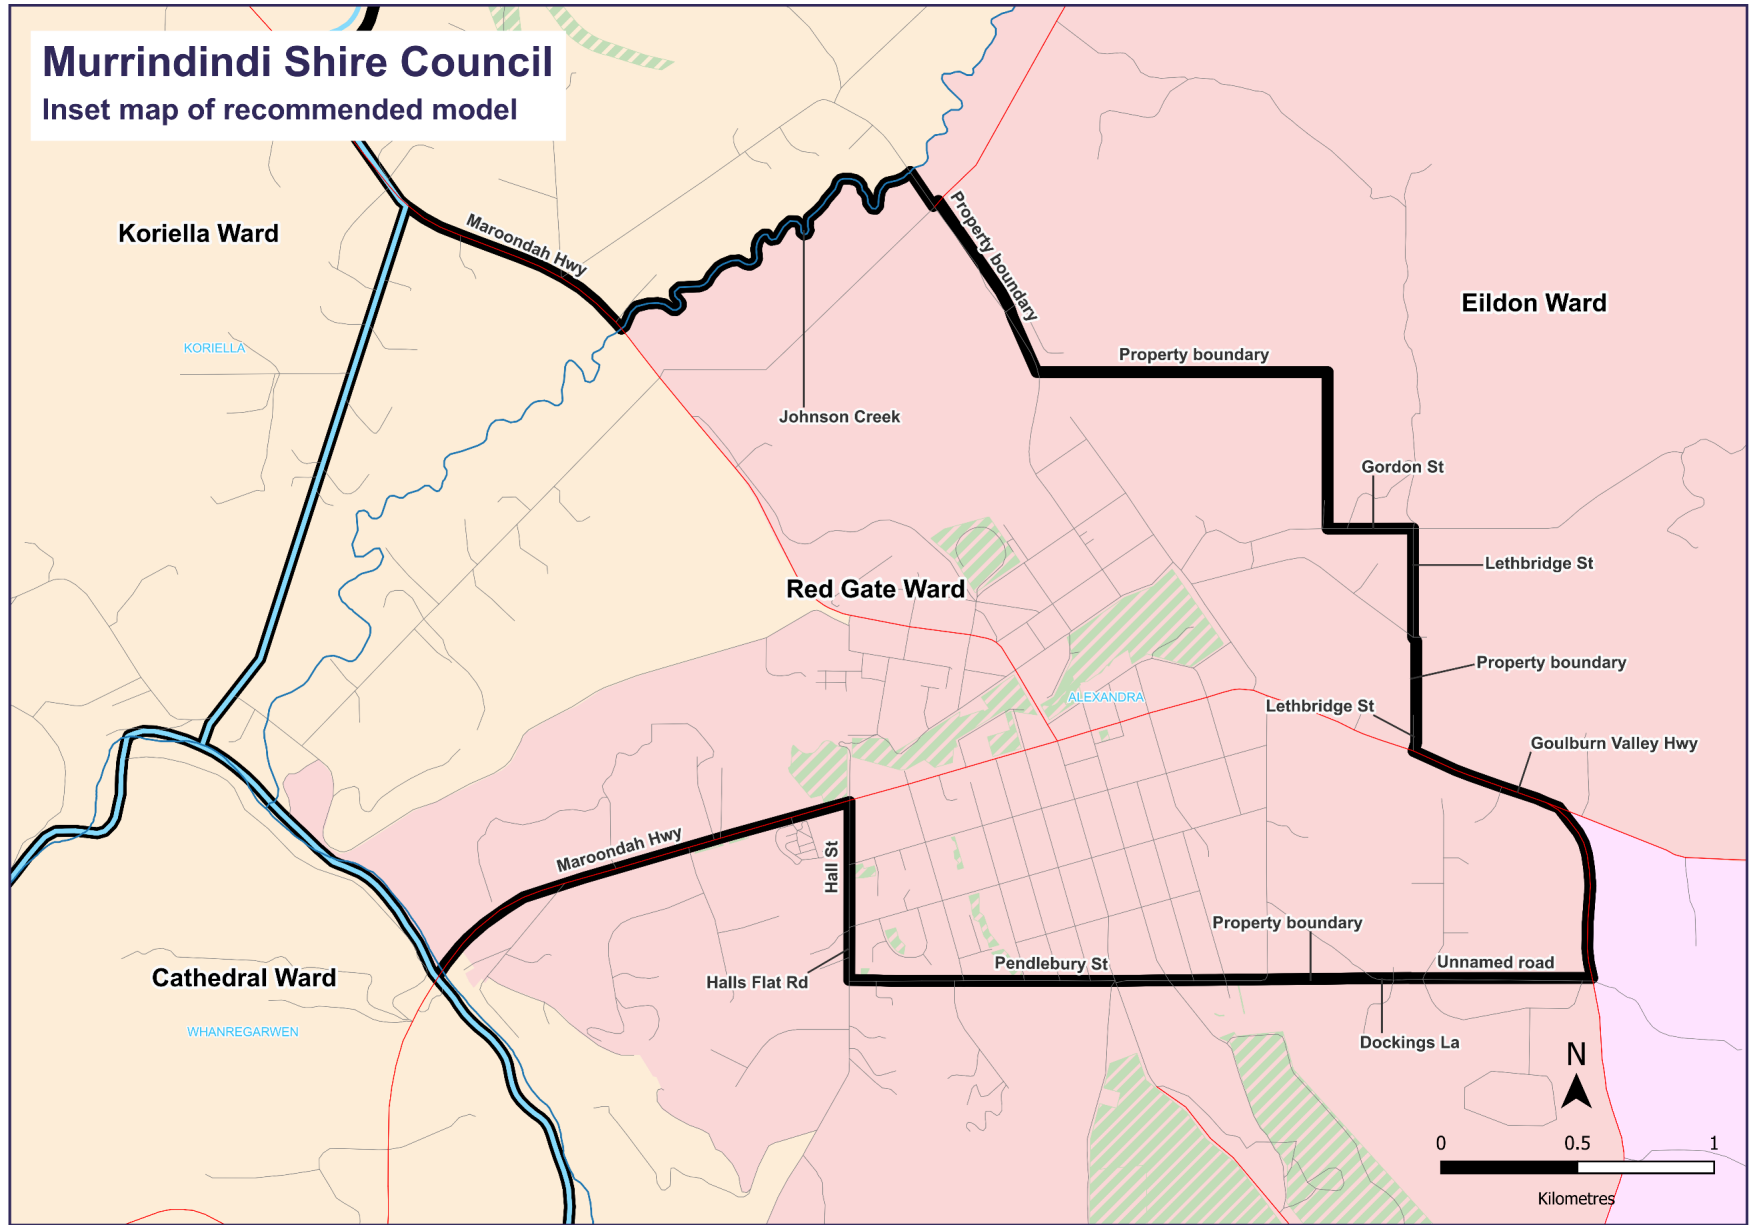 Murrindindi Shire Council
Inset map of recommended model
Koriella Ward
Maroondah Hwy
Property boundary
Eildon Ward
KORIELLA
Property boundary
Johnson Creek
Gordon St
Lethbridge St
Red Gate Ward
Property boundary
ALEXANDRA
Lethbridge St
Goulburn Valley Hwy
Maroondah Hwy
Hall St
Property boundary
Pendlebury St
Unnamed road
Cathedral Ward
Halls Flat Rd
WHANREGARWEN
Dockings La
N
0 0.5 1
Kilometres